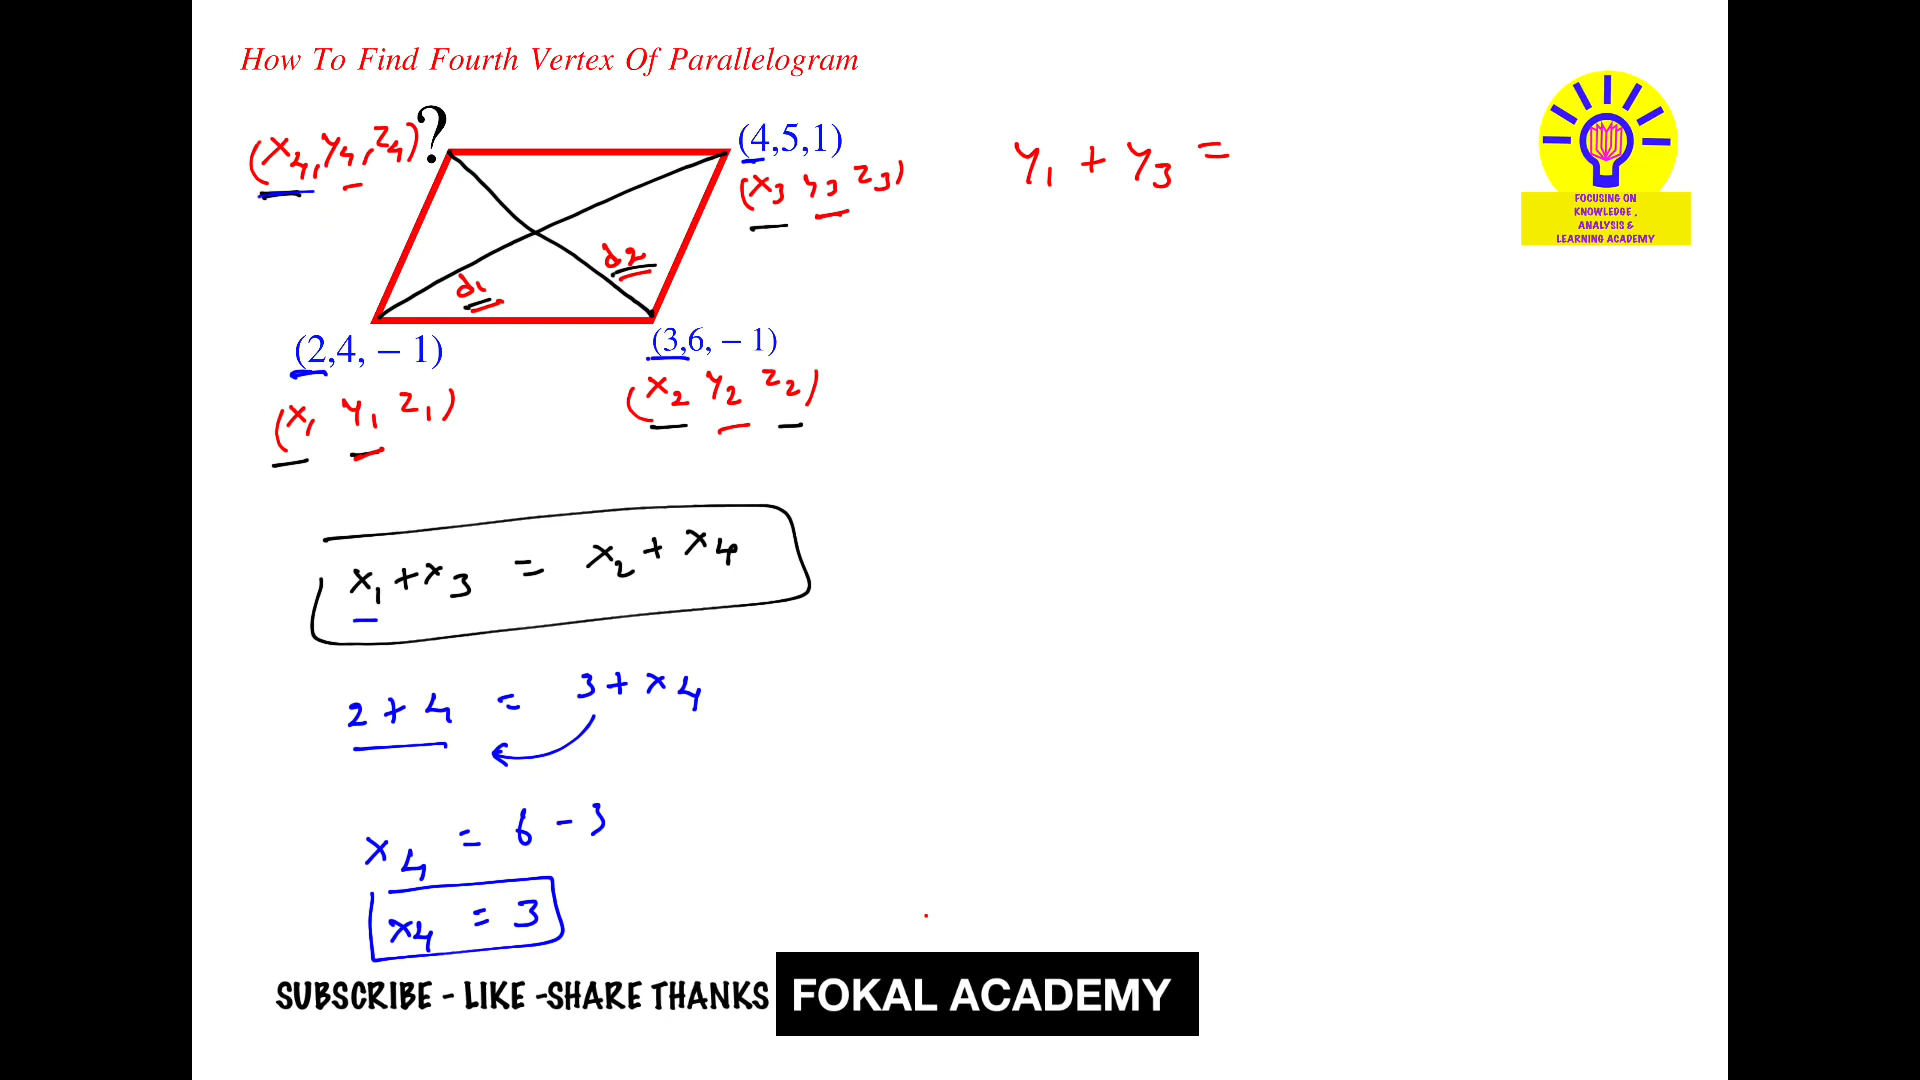 How To Find Fourth Vertex Of Parallelogram
(x₄, y₄, z₄) ?
(4,5,1)
(x₃ y₃ z₃)
y₁ + y₃ =
FOCUSING ON
KNOWLEDGE ,
ANALYSIS &
LEARNING ACADEMY
d₁
d₂
(2,4, − 1)
(3,6, − 1)
(x₁ y₁ z₁)
(x₂ y₂ z₂)
x₁ + x₃ = x₂ + x₄
2 + 4 = 3 + x₄
x₄ = 6 - 3
x₄ = 3
SUBSCRIBE - LIKE -SHARE THANKS
FOKAL ACADEMY